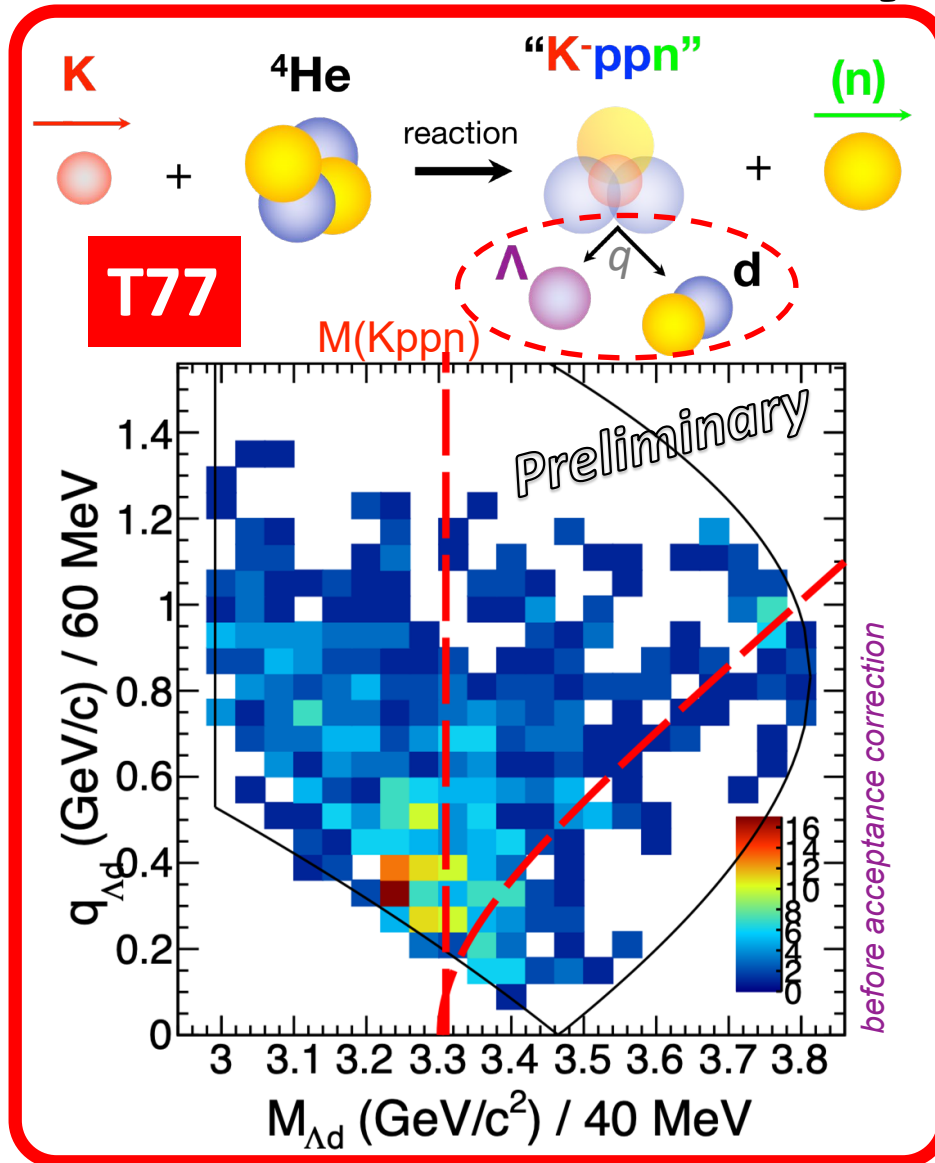 K
⁴He
“K⁻ppn”
(n)
+
reaction
+
Λ
q
d
T77
M(Kppn)
Preliminary
q_Λd (GeV/c) / 60 MeV
1.4
1.2
1
0.8
0.6
0.4
0.2
0
16
14
12
10
8
6
4
2
0
before acceptance correction
3 3.1 3.2 3.3 3.4 3.5 3.6 3.7 3.8
M_Λd (GeV/c²) / 40 MeV